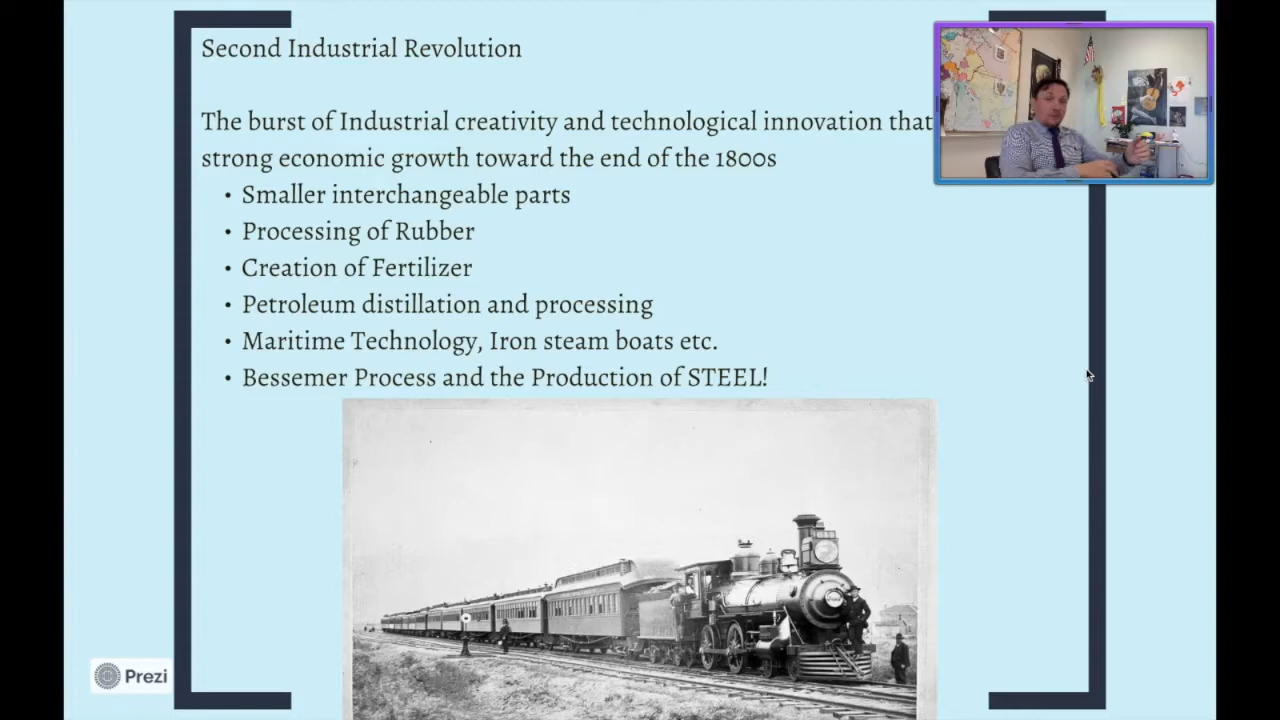 Second Industrial Revolution
The burst of Industrial creativity and technological innovation that
strong economic growth toward the end of the 1800s
• Smaller interchangeable parts
• Processing of Rubber
• Creation of Fertilizer
• Petroleum distillation and processing
• Maritime Technology, Iron steam boats etc.
• Bessemer Process and the Production of STEEL!
Prezi